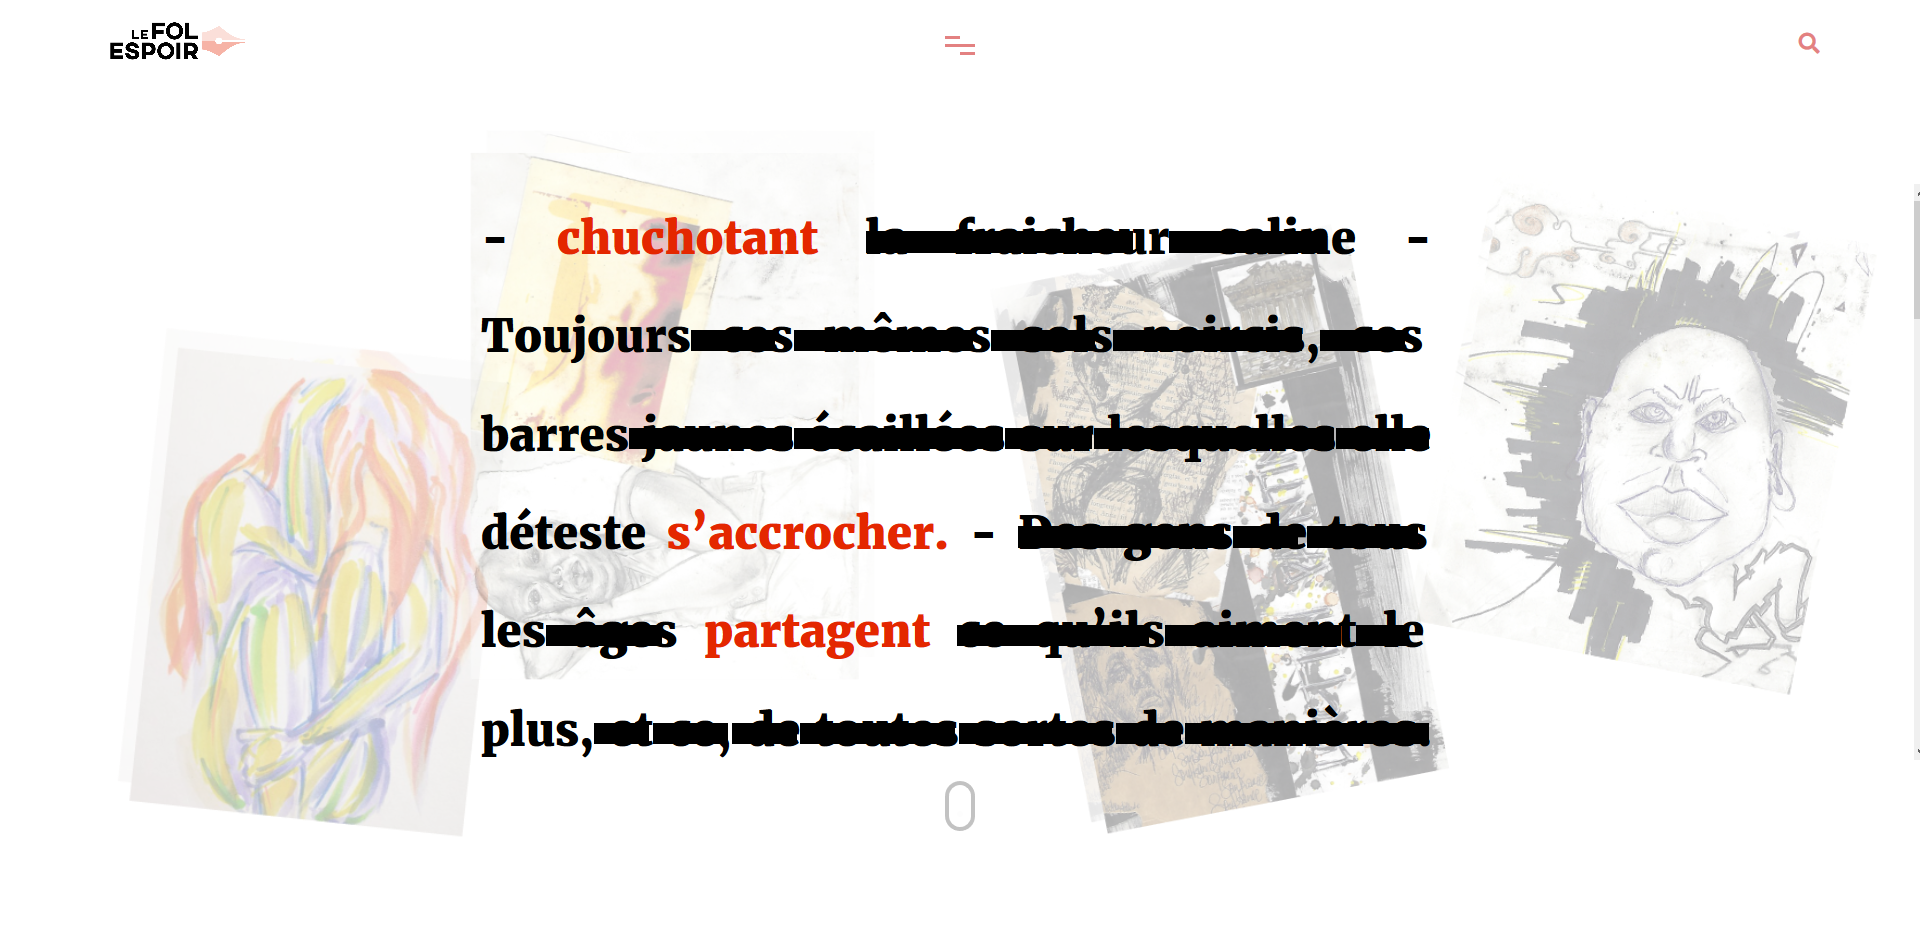 LE FOL
ESPOIR
- chuchotant la fraicheur saline -
Toujours ces mêmes sols noircis, ces
barres jaunes écaillées sur lesquelles elle
déteste s’accrocher. - Des gens de tous
les âges partagent ce qu’ils aiment le
plus, et ce, de toutes sortes de manières.